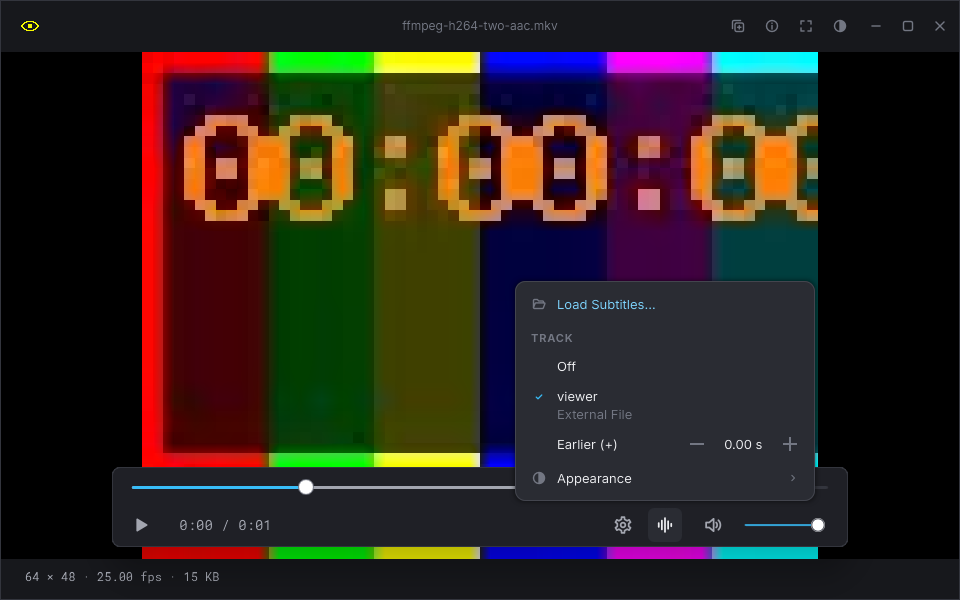 ffmpeg-h264-two-aac.mkv
00:00:0
Load Subtitles...
TRACK
Off
viewer
External File
Earlier (+)
0.00 s
Appearance
0:00 / 0:01
64 × 48 · 25.00 fps · 15 KB